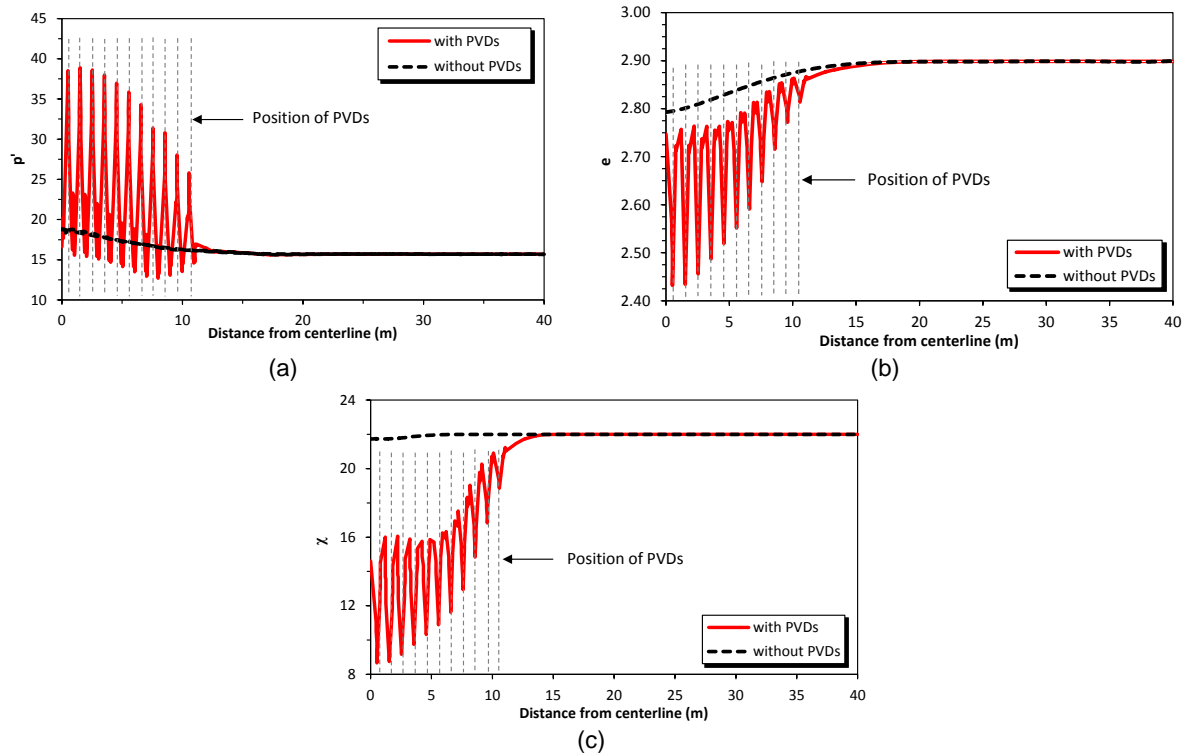 45
40
35
30
25
20
15
10
p'
0
10
20
30
40
Distance from centerline (m)
with PVDs
without PVDs
Position of PVDs
(a)
3.00
2.90
2.80
2.70
2.60
2.50
2.40
e
0
5
10
15
20
25
30
35
40
Distance from centerline (m)
Position of PVDs
with PVDs
without PVDs
(b)
24
20
16
12
8
χ
0
5
10
15
20
25
30
35
40
Distance from centerline (m)
Position of PVDs
with PVDs
without PVDs
(c)